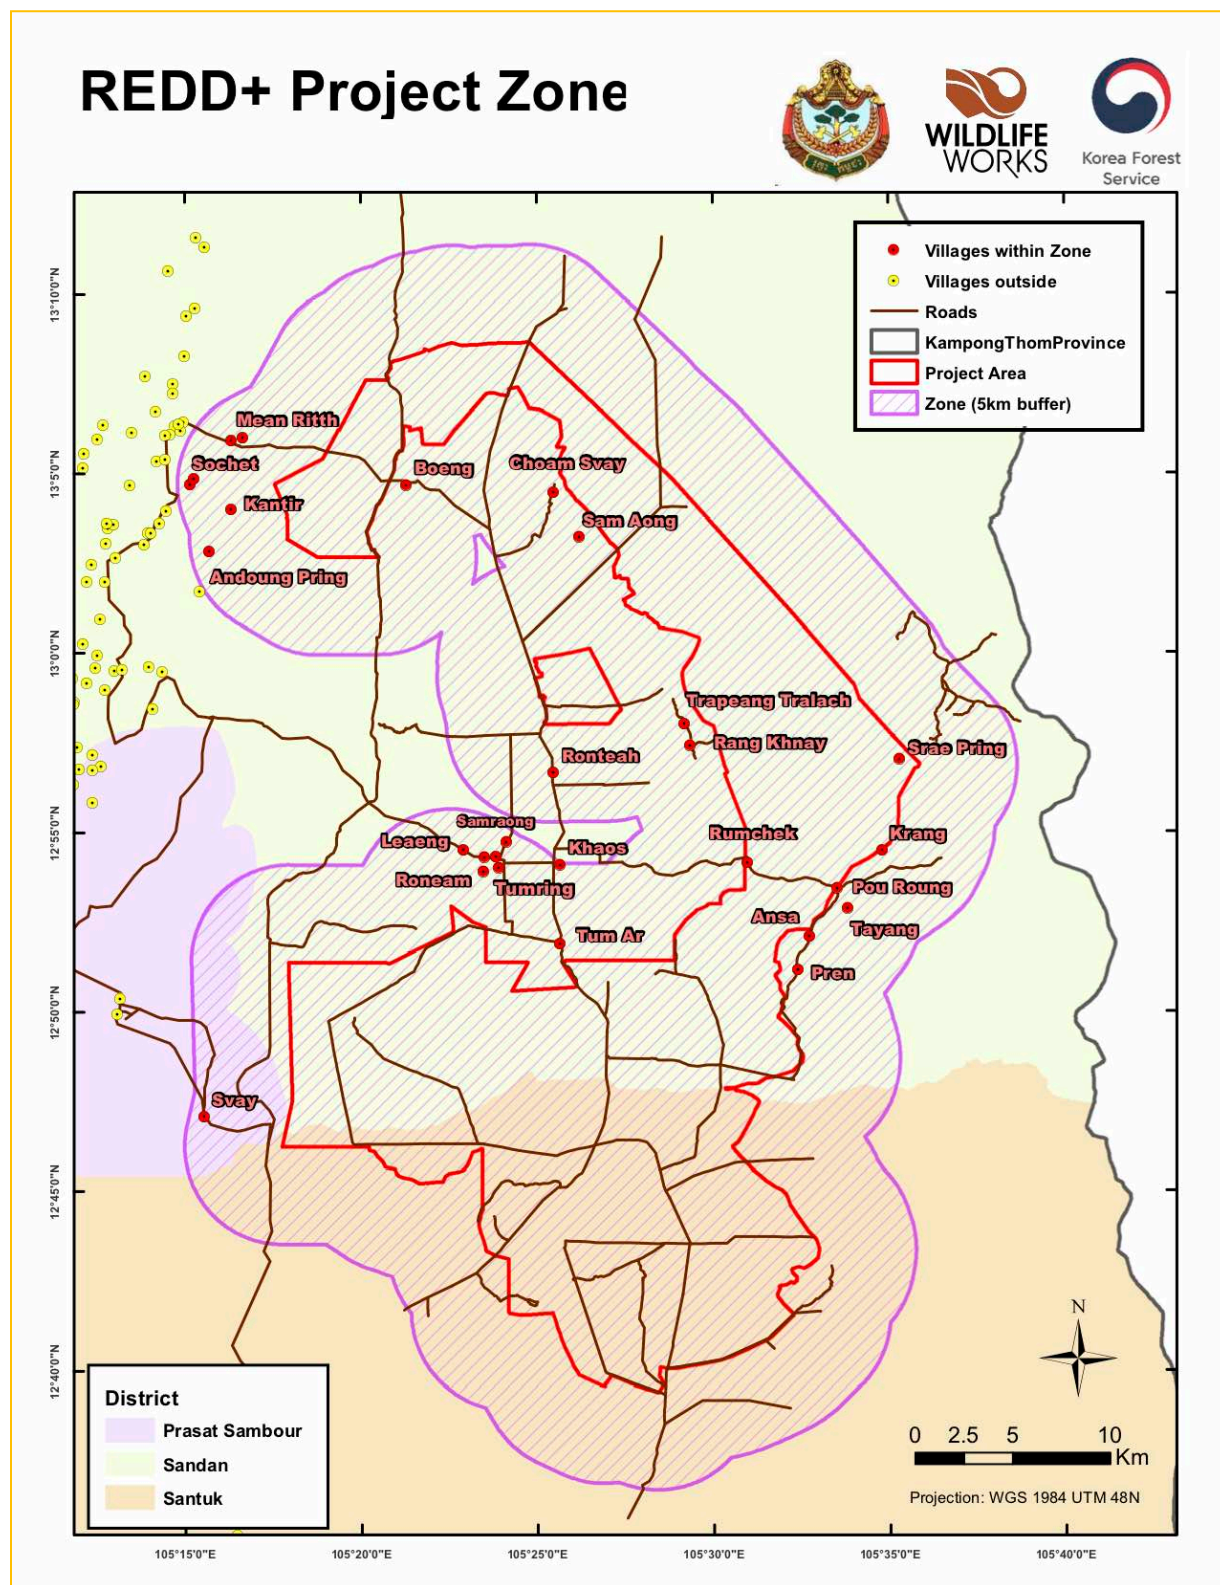 REDD+ Project Zone
WILDLIFE
WORKS
Korea Forest
Service
Villages within Zone
Villages outside
Roads
KampongThomProvince
Project Area
Zone (5km buffer)
13°10'0"N
13°5'0"N
13°0'0"N
12°55'0"N
12°50'0"N
12°45'0"N
12°40'0"N
Mean Ritth
Sochet
Boeng
Choam Svay
Kantir
Sam Aong
Andoung Pring
Trapeang Tralach
Rang Khnay
Srae Pring
Ronteah
Samraong
Leaeng
Khaos
Rumchek
Krang
Roneam
Tumring
Pou Roung
Ansa
Tayang
Tum Ar
Pren
Svay
N
District
Prasat Sambour
Sandan
Santuk
0 2.5 5 10
Km
Projection: WGS 1984 UTM 48N
105°15'0"E 105°20'0"E 105°25'0"E 105°30'0"E 105°35'0"E 105°40'0"E